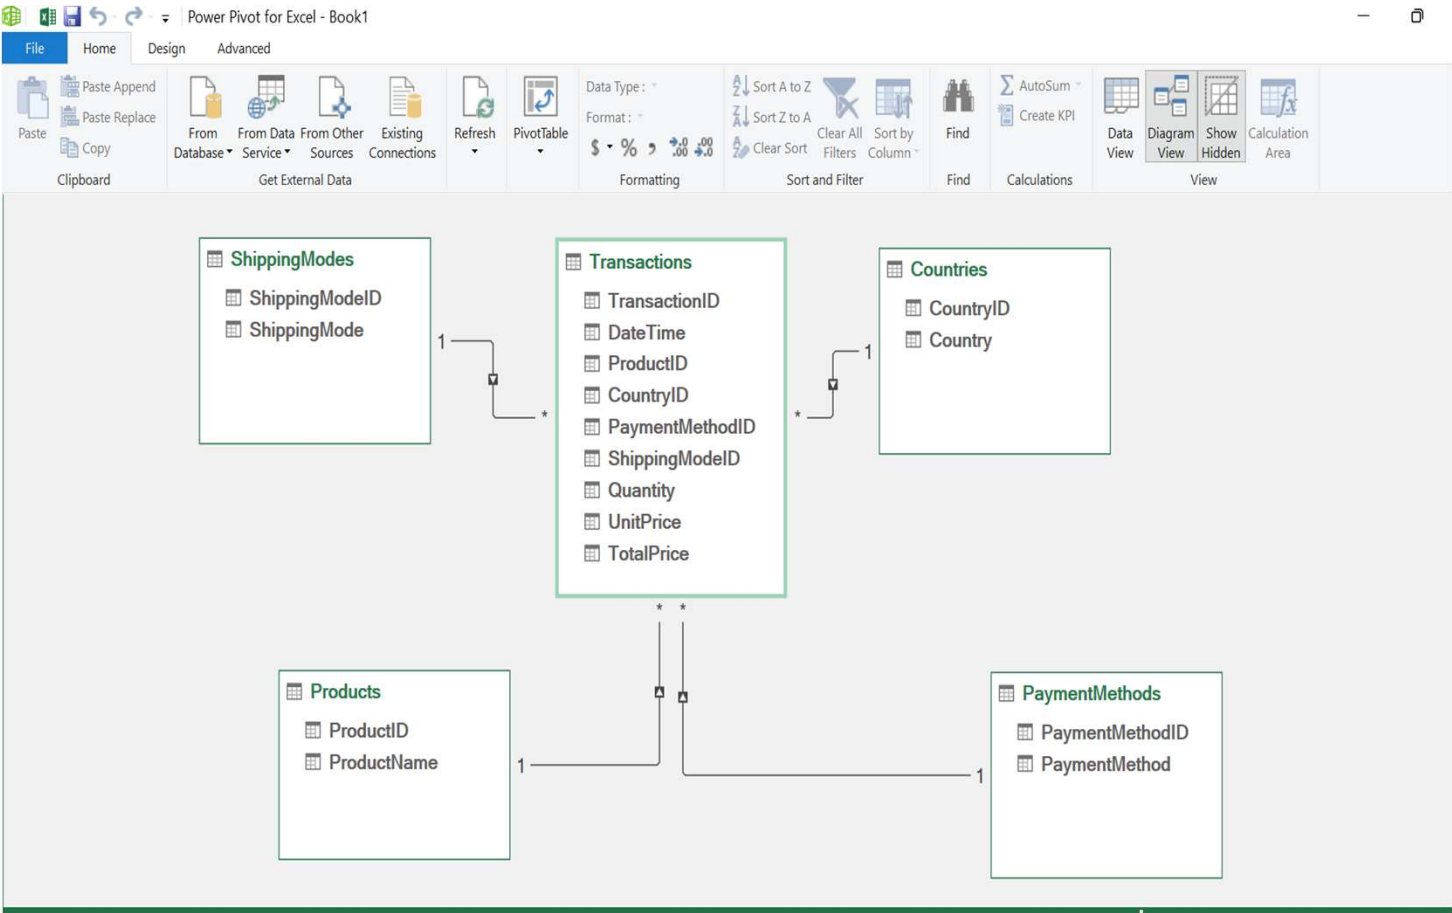 Power Pivot for Excel - Book1
File Home Design Advanced
Paste
Paste Append
Paste Replace
Copy
Clipboard
From Database
From Data Service
From Other Sources
Existing Connections
Get External Data
Refresh
PivotTable
Data Type :
Format :
$ % , .0 .00 .00 .0
Formatting
Sort A to Z
Sort Z to A
Clear Sort
Clear All Filters
Sort by Column
Sort and Filter
Find
Find
AutoSum
Create KPI
Calculations
Data View
Diagram View
Show Hidden
Calculation Area
View
ShippingModes
ShippingModeID
ShippingMode
1
*
Transactions
TransactionID
DateTime
ProductID
CountryID
PaymentMethodID
ShippingModeID
Quantity
UnitPrice
TotalPrice
Countries
CountryID
Country
1
*
* *
Products
ProductID
ProductName
1
PaymentMethods
PaymentMethodID
PaymentMethod
1